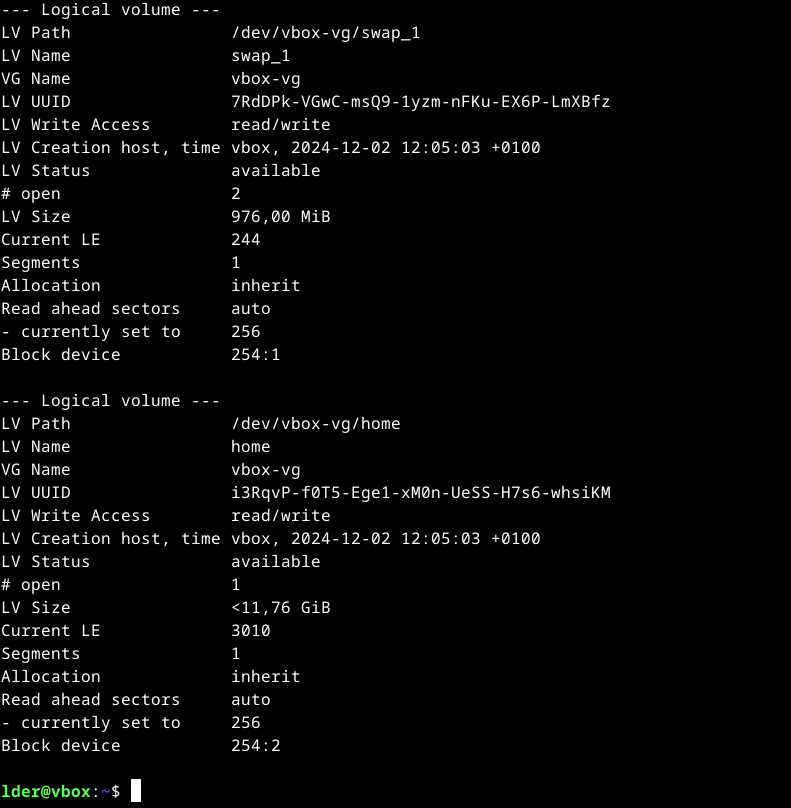 --- Logical volume ---
LV Path                /dev/vbox-vg/swap_1
LV Name                swap_1
VG Name                vbox-vg
LV UUID                7RdDPk-VGwC-msQ9-1yzm-nFKu-EX6P-LmXBfz
LV Write Access        read/write
LV Creation host, time vbox, 2024-12-02 12:05:03 +0100
LV Status              available
# open                 2
LV Size                976,00 MiB
Current LE             244
Segments               1
Allocation             inherit
Read ahead sectors     auto
- currently set to     256
Block device           254:1

--- Logical volume ---
LV Path                /dev/vbox-vg/home
LV Name                home
VG Name                vbox-vg
LV UUID                i3RqvP-f0T5-Ege1-xM0n-UeSS-H7s6-whsiKM
LV Write Access        read/write
LV Creation host, time vbox, 2024-12-02 12:05:03 +0100
LV Status              available
# open                 1
LV Size                <11,76 GiB
Current LE             3010
Segments               1
Allocation             inherit
Read ahead sectors     auto
- currently set to     256
Block device           254:2

lder@vbox:~$